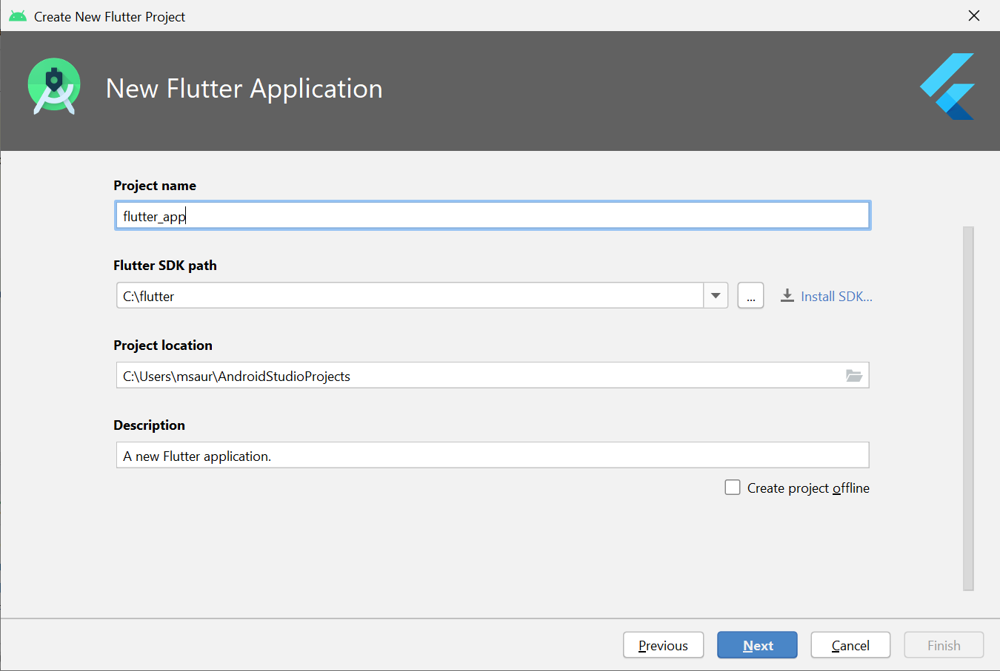 Create New Flutter Project
New Flutter Application
Project name
flutter_app
Flutter SDK path
C:\flutter
... Install SDK...
Project location
C:\Users\msaur\AndroidStudioProjects
Description
A new Flutter application.
Create project offline
Previous Next Cancel Finish